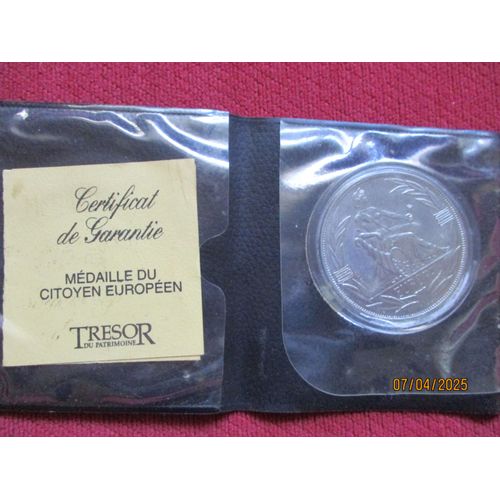 Certificat
de Garantie
MÉDAILLE DU
CITOYEN EUROPÉEN
TRESOR
DU PATRIMOINE
07/04/2025